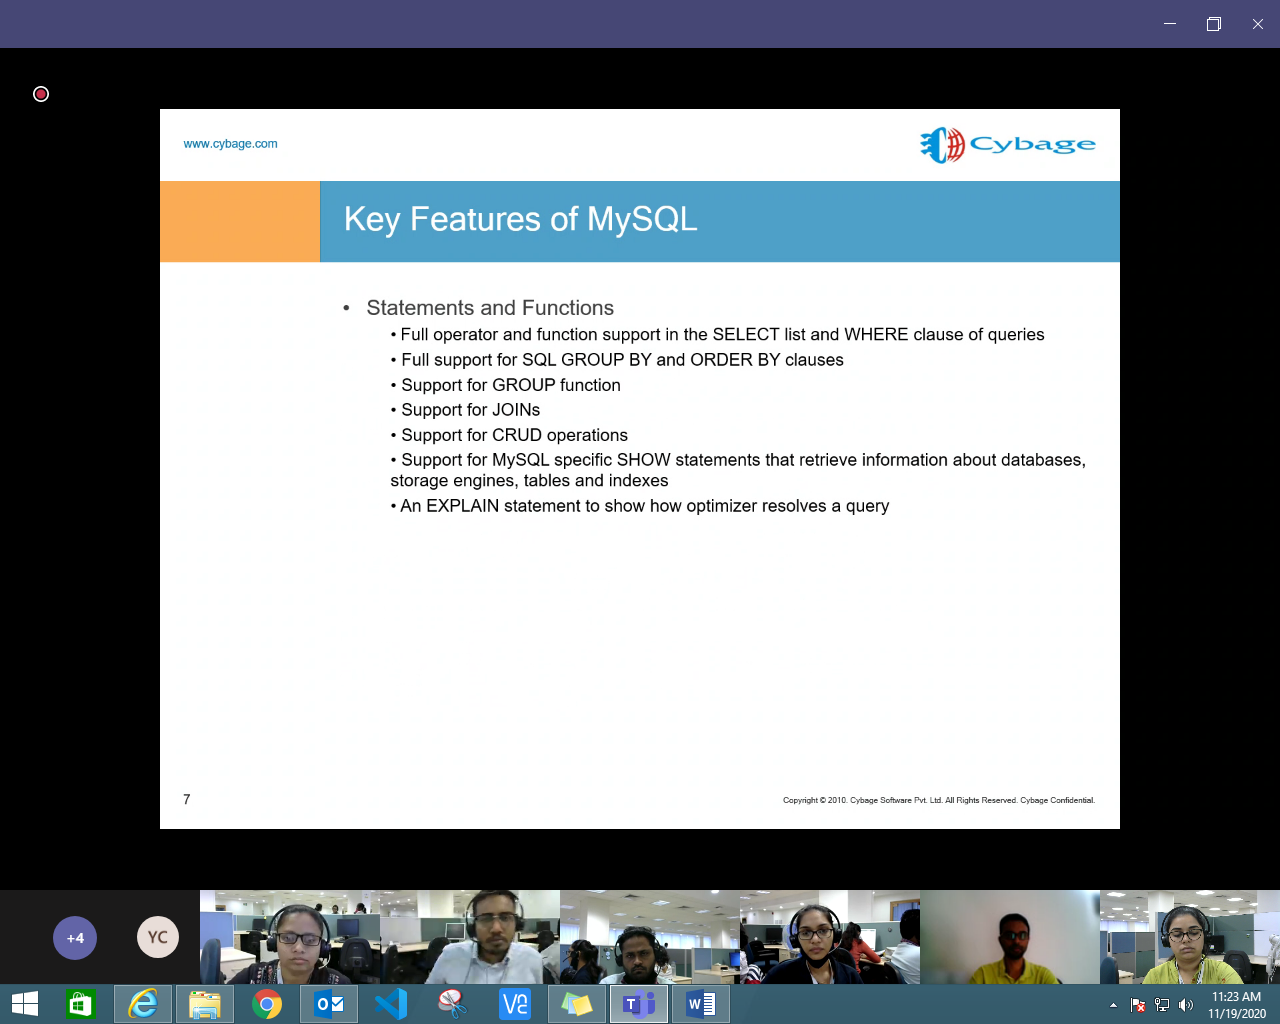 www.cybage.com
Cybage
Key Features of MySQL
• Statements and Functions
• Full operator and function support in the SELECT list and WHERE clause of queries
• Full support for SQL GROUP BY and ORDER BY clauses
• Support for GROUP function
• Support for JOINs
• Support for CRUD operations
• Support for MySQL specific SHOW statements that retrieve information about databases,
storage engines, tables and indexes
• An EXPLAIN statement to show how optimizer resolves a query
7
Copyright © 2010. Cybage Software Pvt. Ltd. All Rights Reserved. Cybage Confidential.
+4
YC
11:23 AM
11/19/2020